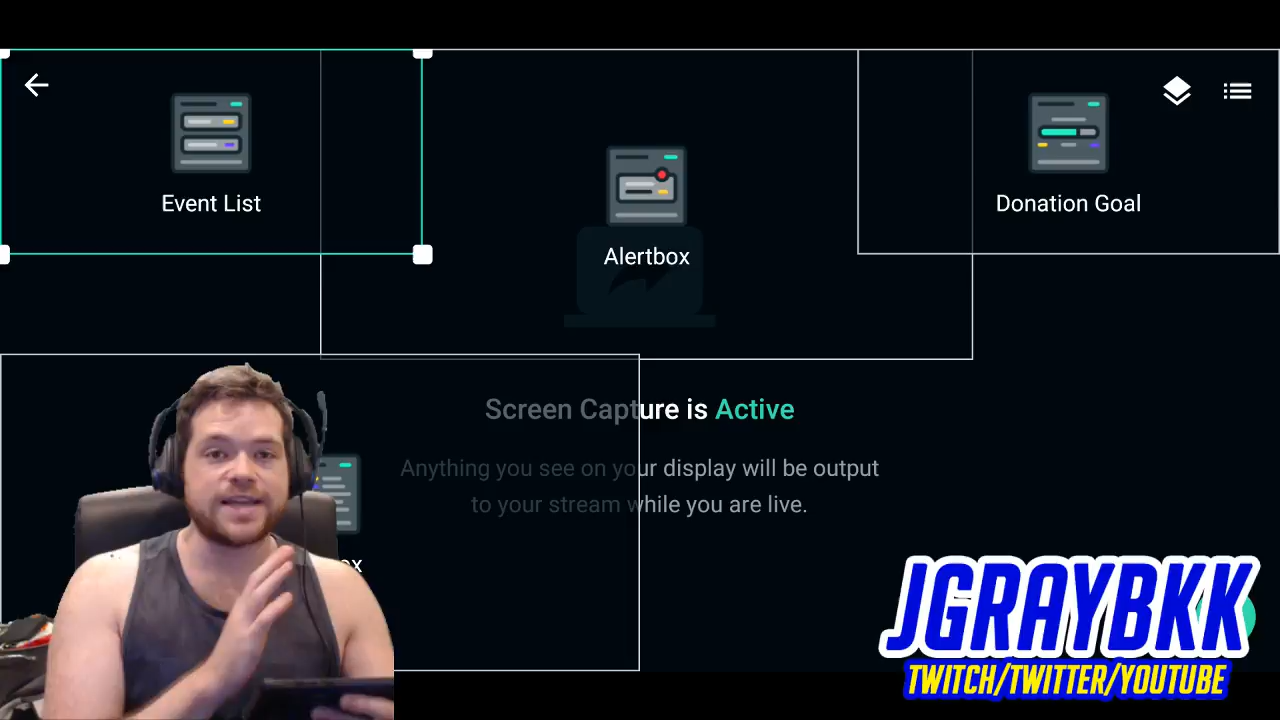 Event List
Donation Goal
Alertbox
Screen Capture is Active
Anything you see on your display will be output
to your stream while you are live.
JGRAYBKK
TWITCH/TWITTER/YOUTUBE